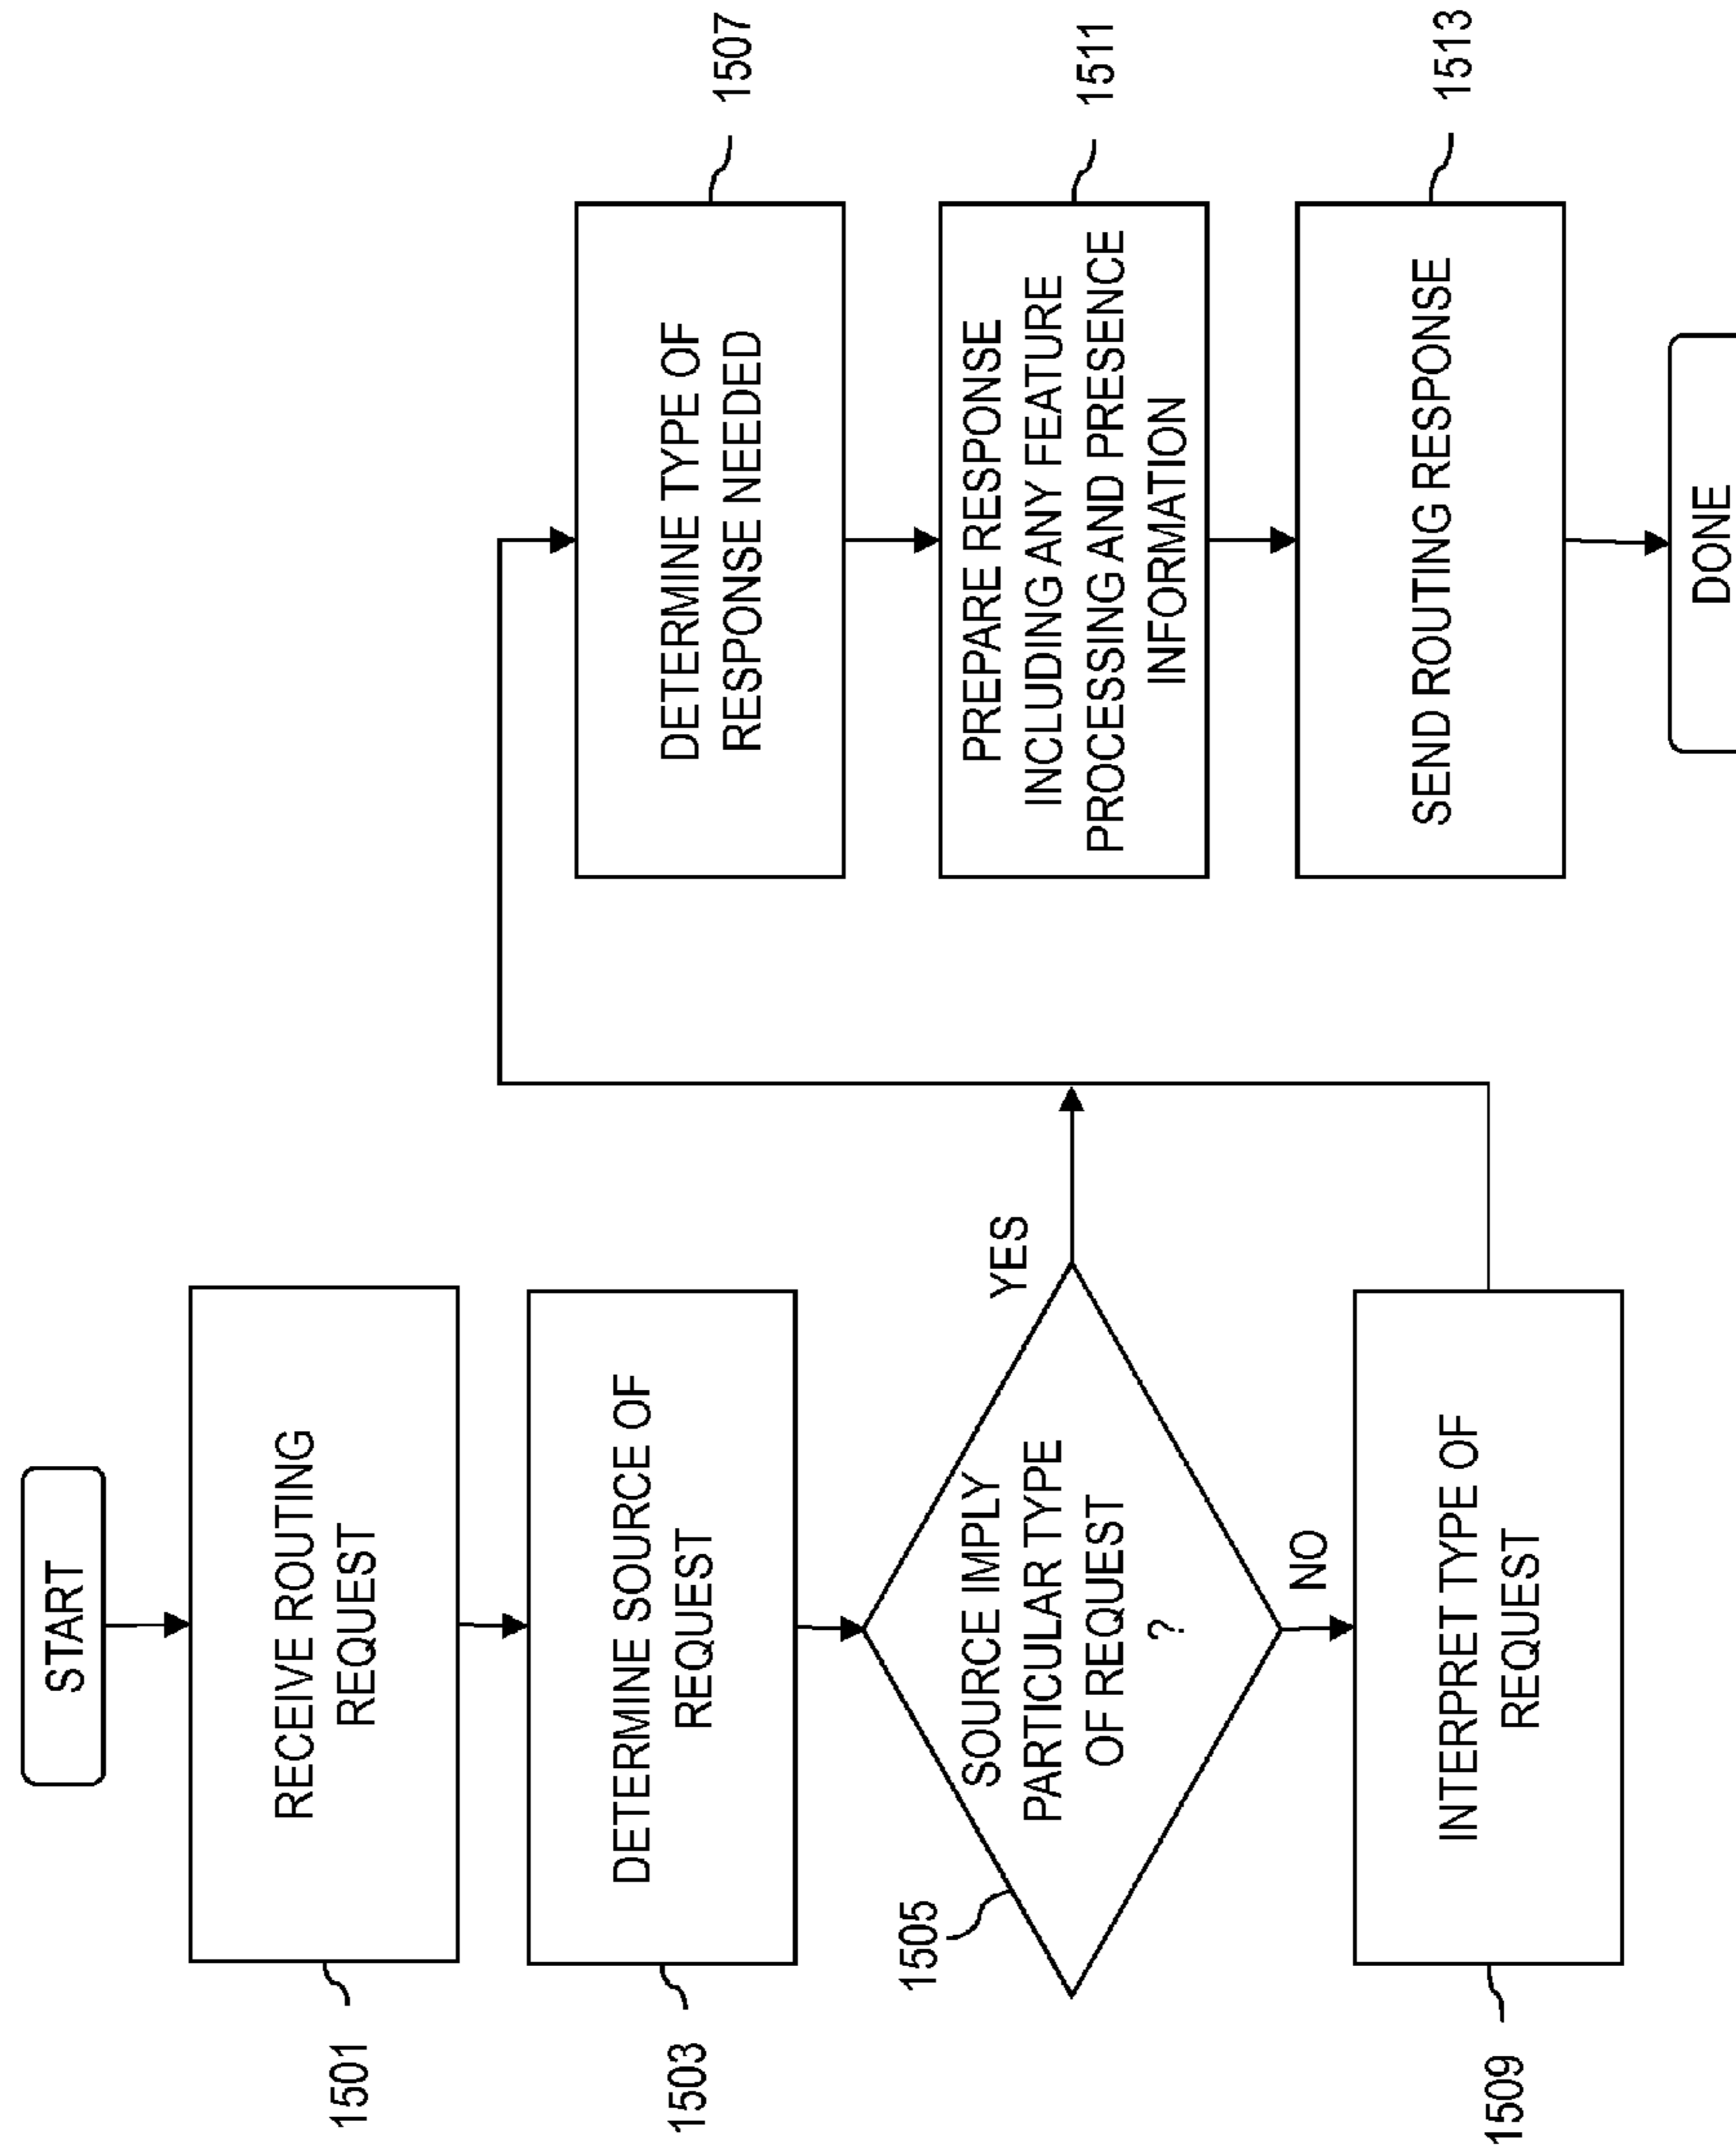 START
RECEIVE ROUTING
REQUEST
1501
DETERMINE SOURCE OF
REQUEST
1503
SOURCE IMPLY
PARTICULAR TYPE
OF REQUEST
?
1505
YES
NO
INTERPRET TYPE OF
REQUEST
1509
DETERMINE TYPE OF
RESPONSE NEEDED
1507
PREPARE RESPONSE
INCLUDING ANY FEATURE
PROCESSING AND PRESENCE
INFORMATION
1511
SEND ROUTING RESPONSE
1513
DONE